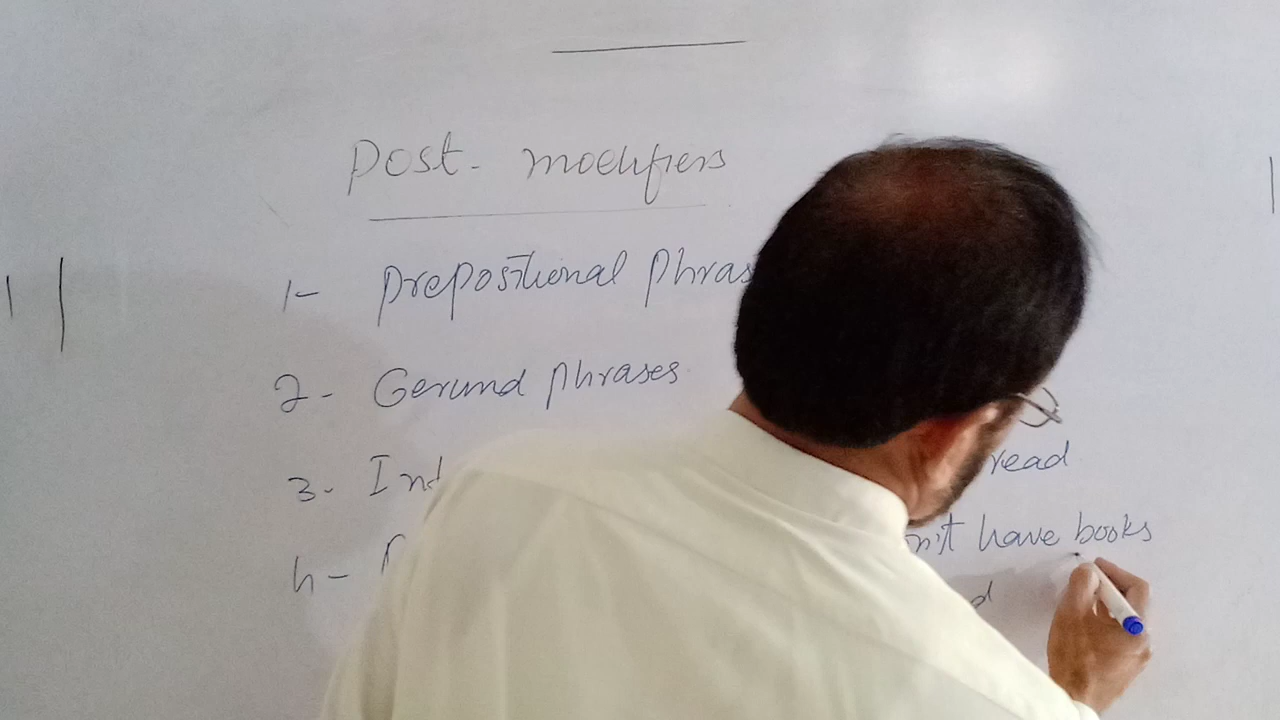 Post-modifiers
1- Prepositional Phras
2- Gerund Phrases
3- Ind
read
4-
n't have books